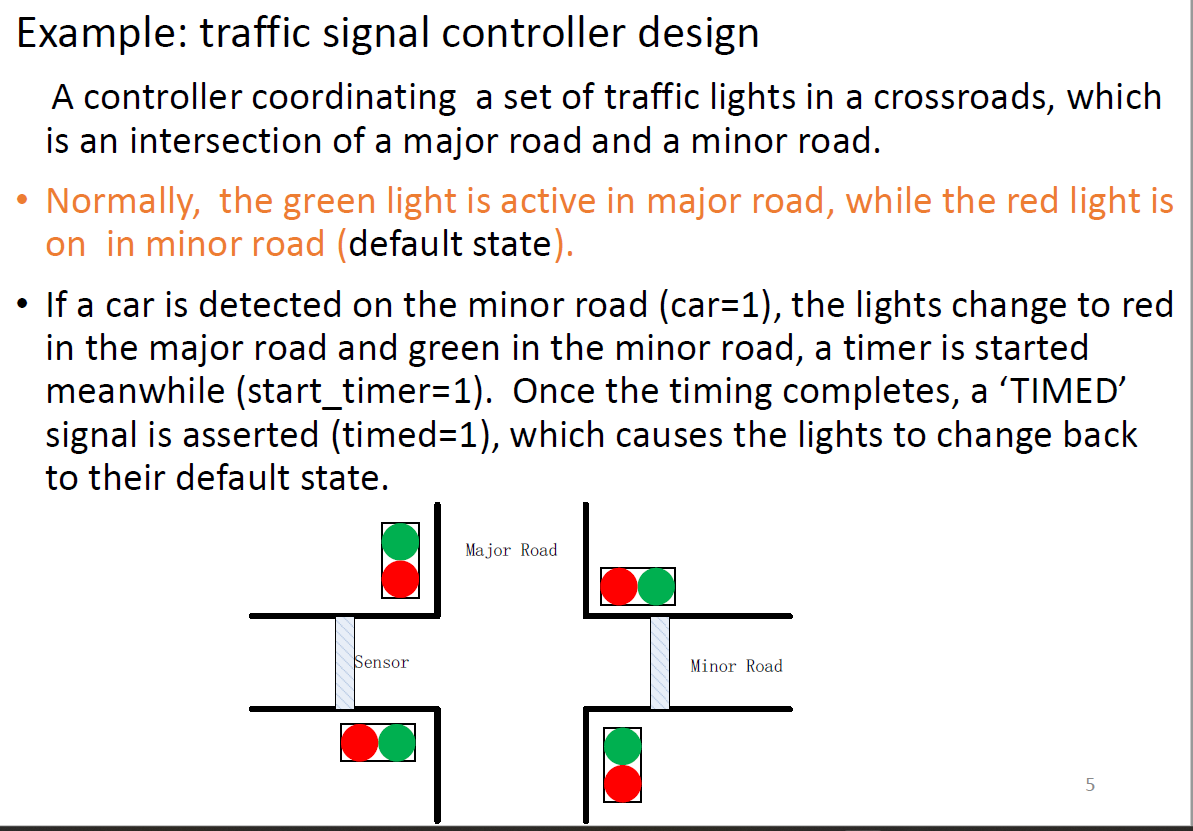 Example: traffic signal controller design
A controller coordinating a set of traffic lights in a crossroads, which
is an intersection of a major road and a minor road.
• Normally, the green light is active in major road, while the red light is
on in minor road (default state).
• If a car is detected on the minor road (car=1), the lights change to red
in the major road and green in the minor road, a timer is started
meanwhile (start_timer=1). Once the timing completes, a ‘TIMED’
signal is asserted (timed=1), which causes the lights to change back
to their default state.
Major Road
Sensor
Minor Road
5